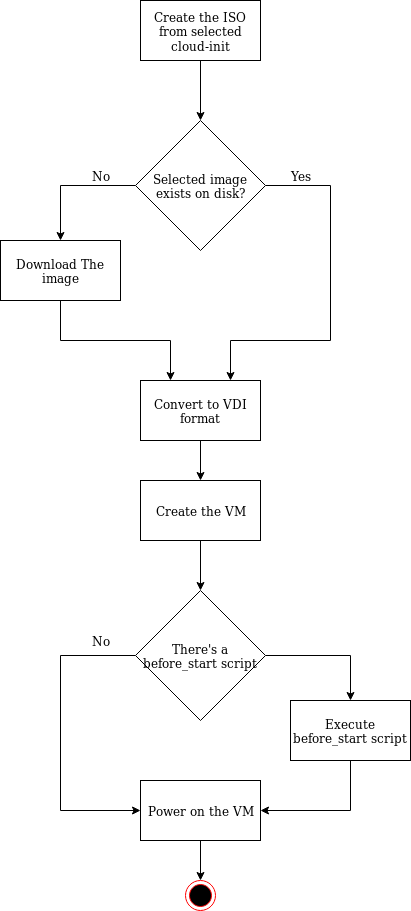 Create the ISO
from selected
cloud-init
Selected image
exists on disk?
No
Yes
Download The
image
Convert to VDI
format
Create the VM
There's a
before_start script
No
Execute
before_start script
Power on the VM